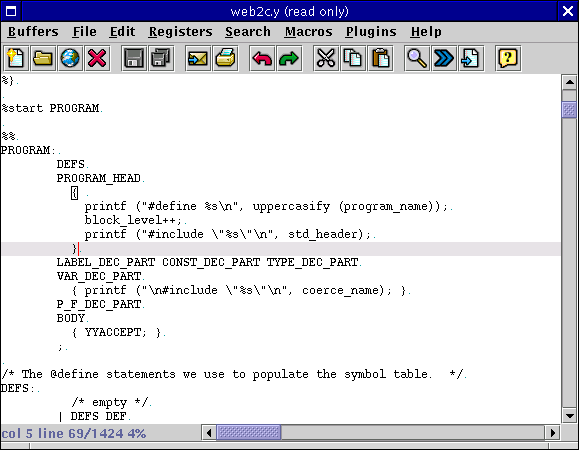 web2c.y (read only)
Buffers File Edit Registers Search Macros Plugins Help
%}.
.
%start PROGRAM.
.
%%.
PROGRAM:.
        DEFS.
        PROGRAM_HEAD.
          { .
            printf ("#define %s\n", uppercasify (program_name));.
            block_level++;.
            printf ("#include \"%s\"\n", std_header);.
          }.
        LABEL_DEC_PART CONST_DEC_PART TYPE_DEC_PART.
        VAR_DEC_PART.
          { printf ("\n#include \"%s\"\n", coerce_name); }.
        P_F_DEC_PART.
        BODY.
          { YYACCEPT; }.
        ;.
.
/* The @define statements we use to populate the symbol table.  */.
DEFS:.
          /* empty */.
        | DEFS DEF.
col 5 line 69/1424 4%